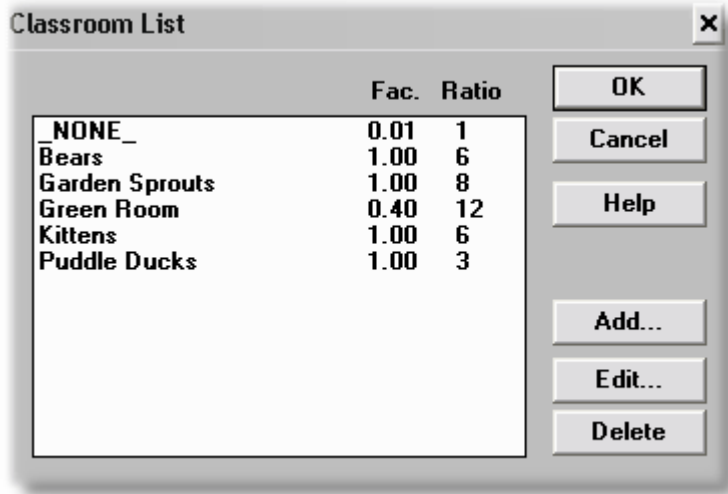 Classroom List
Fac. Ratio
_NONE_ 0.01 1
Bears 1.00 6
Garden Sprouts 1.00 8
Green Room 0.40 12
Kittens 1.00 6
Puddle Ducks 1.00 3
OK
Cancel
Help
Add...
Edit...
Delete